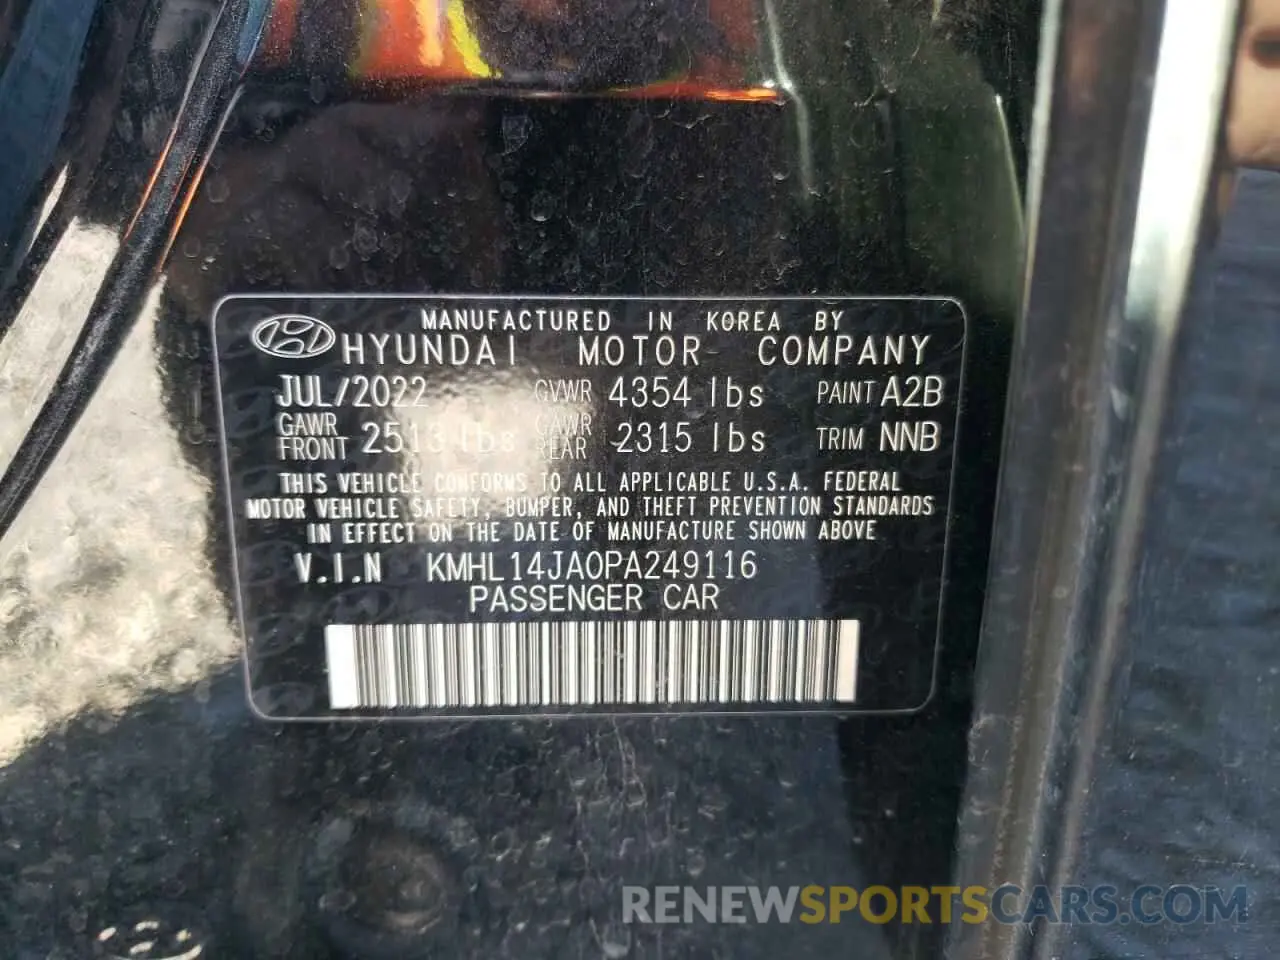 MANUFACTURED IN KOREA BY
HYUNDAI MOTOR COMPANY
JUL/2022 GVWR 4354 lbs PAINT A2B
GAWR FRONT 2513 lbs GAWR REAR 2315 lbs TRIM NNB
THIS VEHICLE CONFORMS TO ALL APPLICABLE U.S.A. FEDERAL
MOTOR VEHICLE SAFETY, BUMPER, AND THEFT PREVENTION STANDARDS
IN EFFECT ON THE DATE OF MANUFACTURE SHOWN ABOVE
V.I.N KMHL14JA0PA249116
PASSENGER CAR
RENEWSPORTSCARS.COM